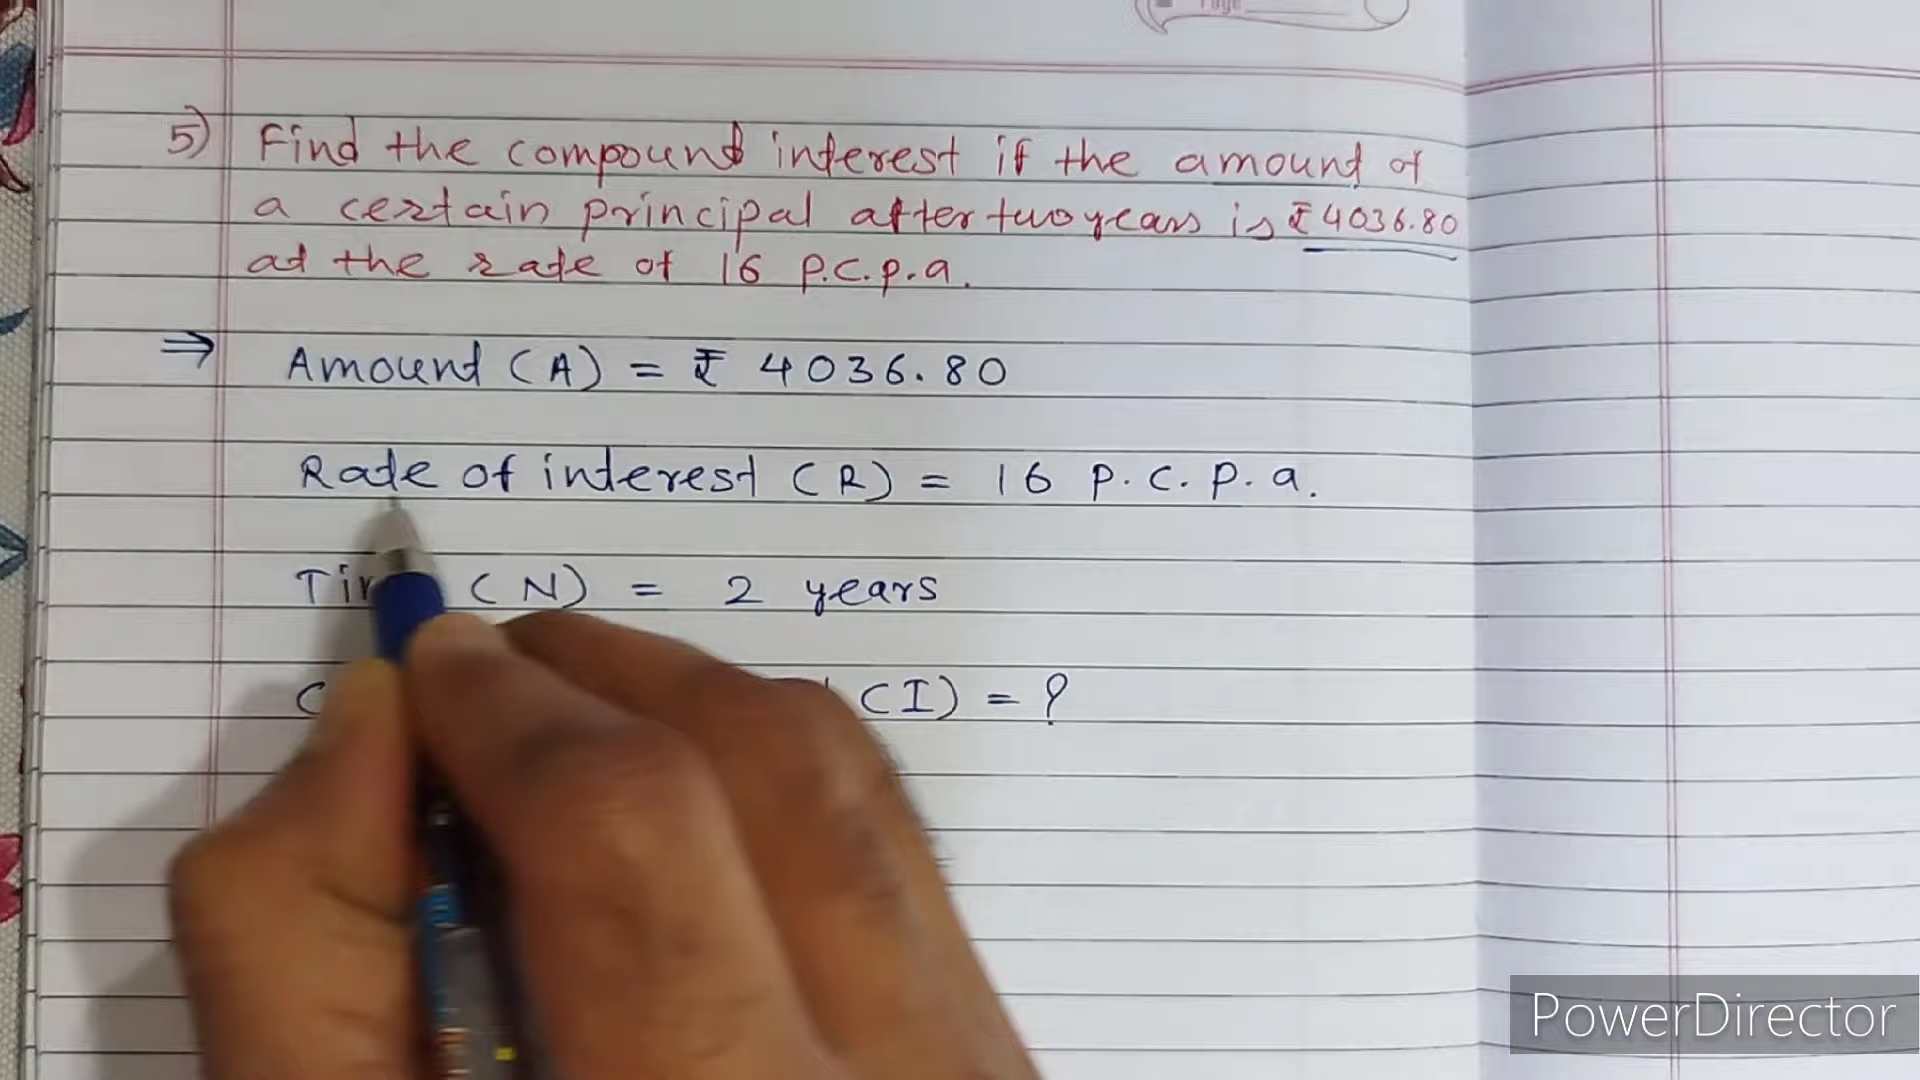 Page
5) Find the compound interest if the amount of
a certain principal after two years is ₹ 4036.80
at the rate of 16 p.c.p.a.
⇒ Amount (A) = ₹ 4036.80
Rate of interest (R) = 16 p.c.p.a.
(N) = 2 years
(I) = ?
PowerDirector